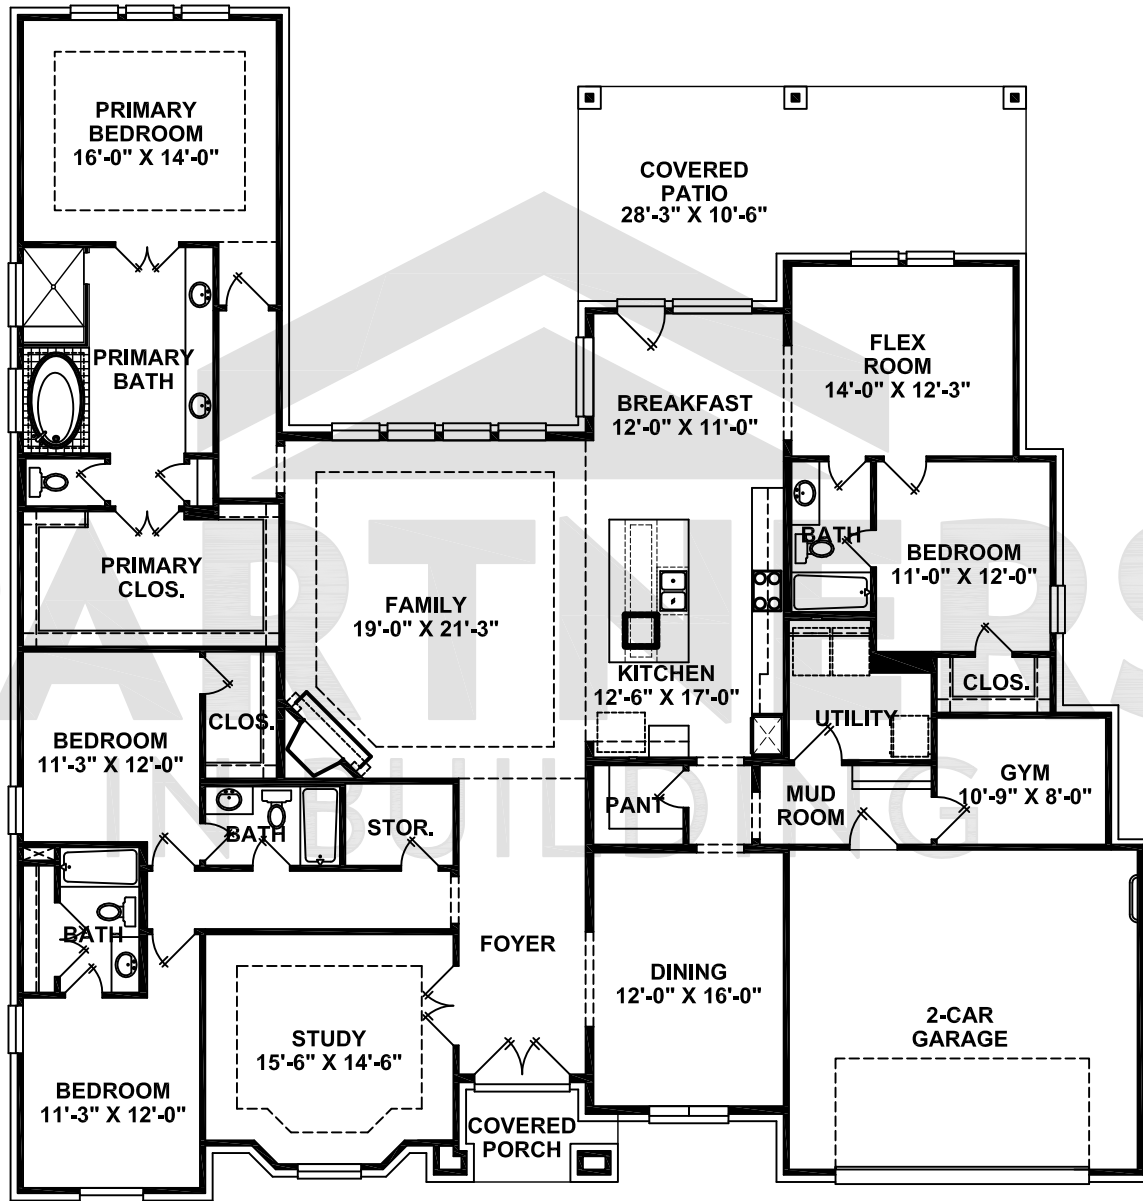 PRIMARY
BEDROOM
16'-0" X 14'-0"
COVERED
PATIO
28'-3" X 10'-6"
PRIMARY
BATH
FLEX
ROOM
14'-0" X 12'-3"
BREAKFAST
12'-0" X 11'-0"
PRIMARY
CLOS.
BATH
BEDROOM
11'-0" X 12'-0"
FAMILY
19'-0" X 21'-3"
KITCHEN
12'-6" X 17'-0"
CLOS.
UTILITY
CLOS.
BEDROOM
11'-3" X 12'-0"
GYM
10'-9" X 8'-0"
PANT
MUD
ROOM
BATH
STOR.
BATH
FOYER
DINING
12'-0" X 16'-0"
STUDY
15'-6" X 14'-6"
2-CAR
GARAGE
BEDROOM
11'-3" X 12'-0"
COVERED
PORCH
ARTNERS
IN BUILDING